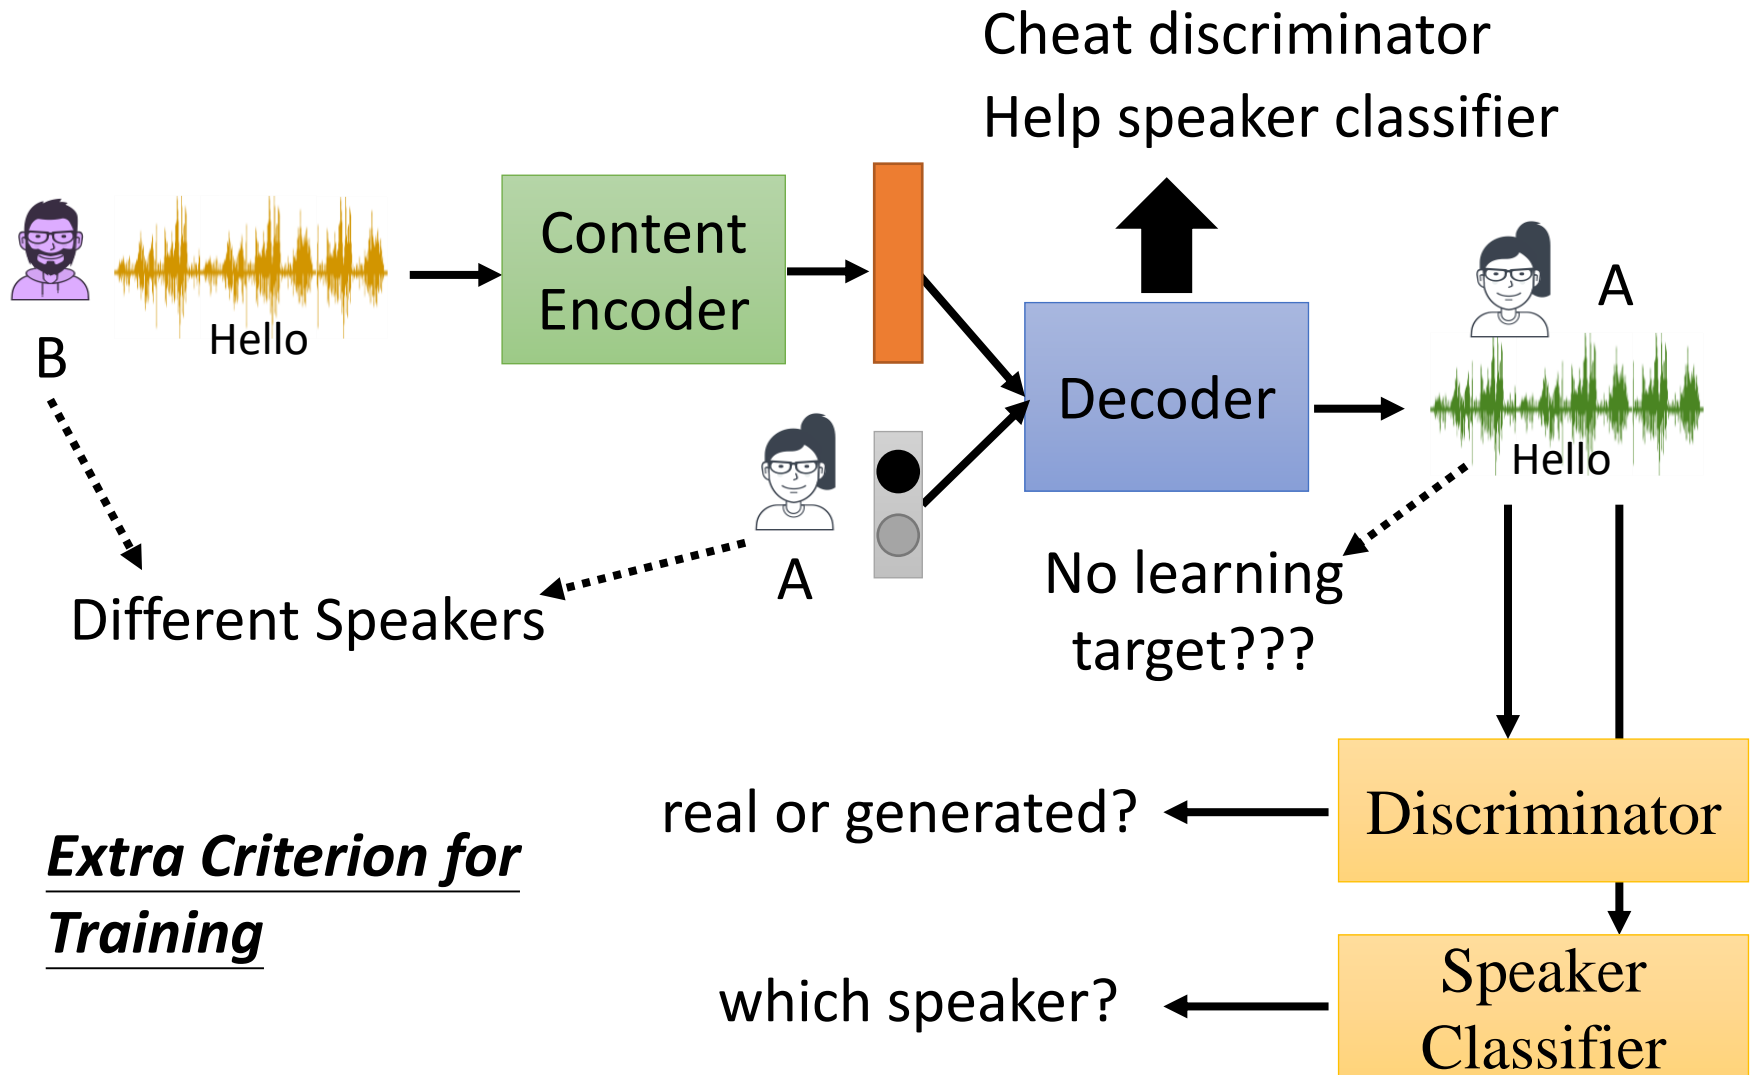 Cheat discriminator
Help speaker classifier
Content
Encoder
A
Hello
B
Decoder
Hello
A
No learning
target???
Different Speakers
real or generated?
Discriminator
Extra Criterion for
Training
which speaker?
Speaker
Classifier